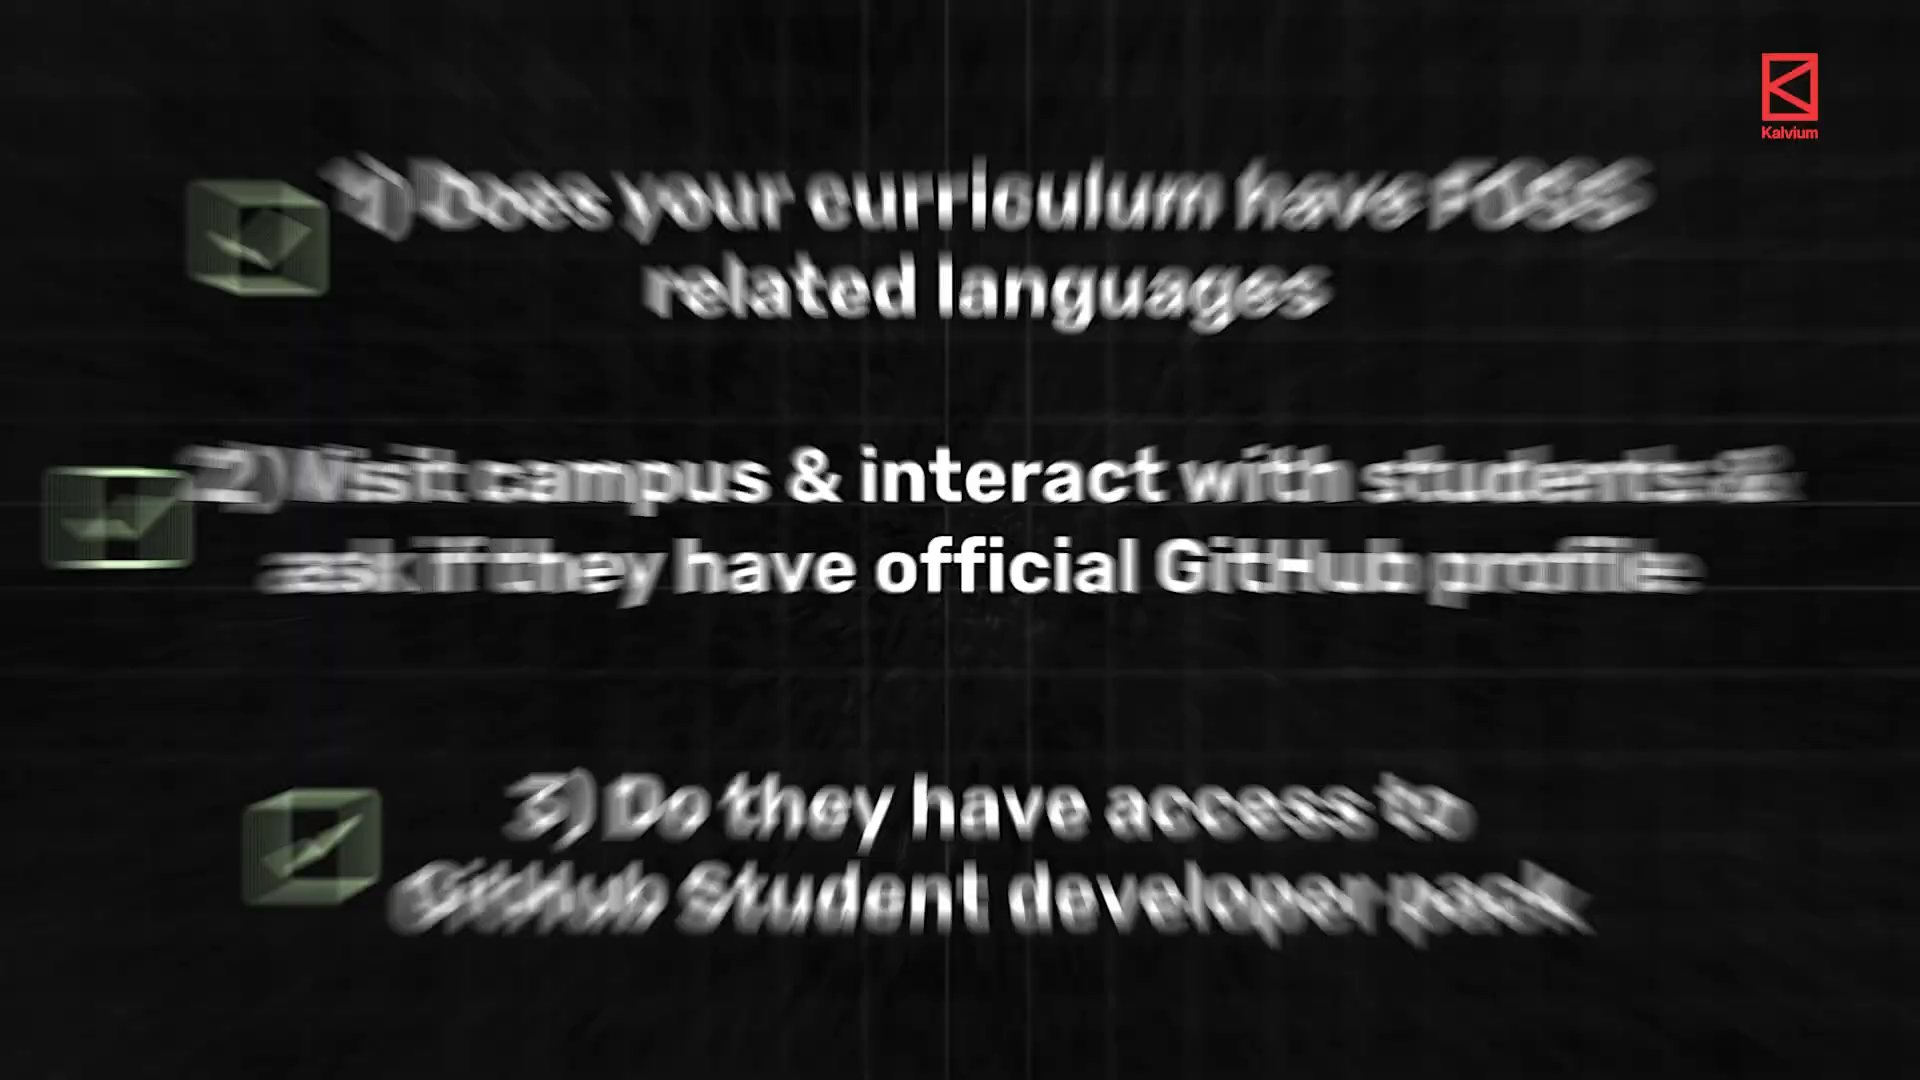 Kalvium
1) Does your curriculum have FOSS
related languages
2) Visit campus & interact with students &
ask if they have official GitHub profile
3) Do they have access to
GitHub Student developer pack